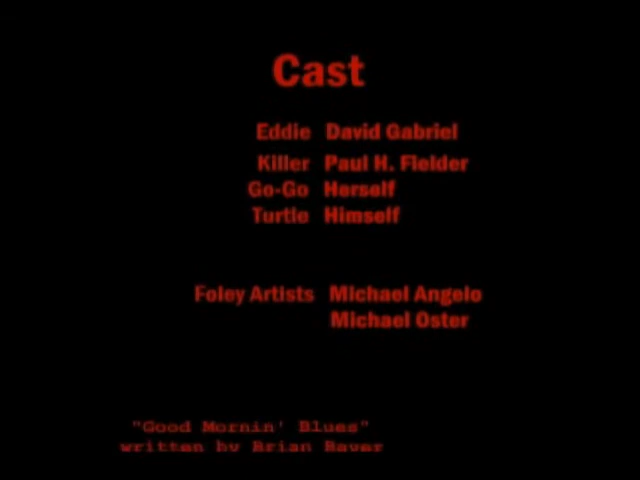 Cast
Eddie David Gabriel
Killer Paul H. Fielder
Go-Go Herself
Turtle Himself
Foley Artists Michael Angelo
Michael Oster
"Good Mornin' Blues"
written by Brian